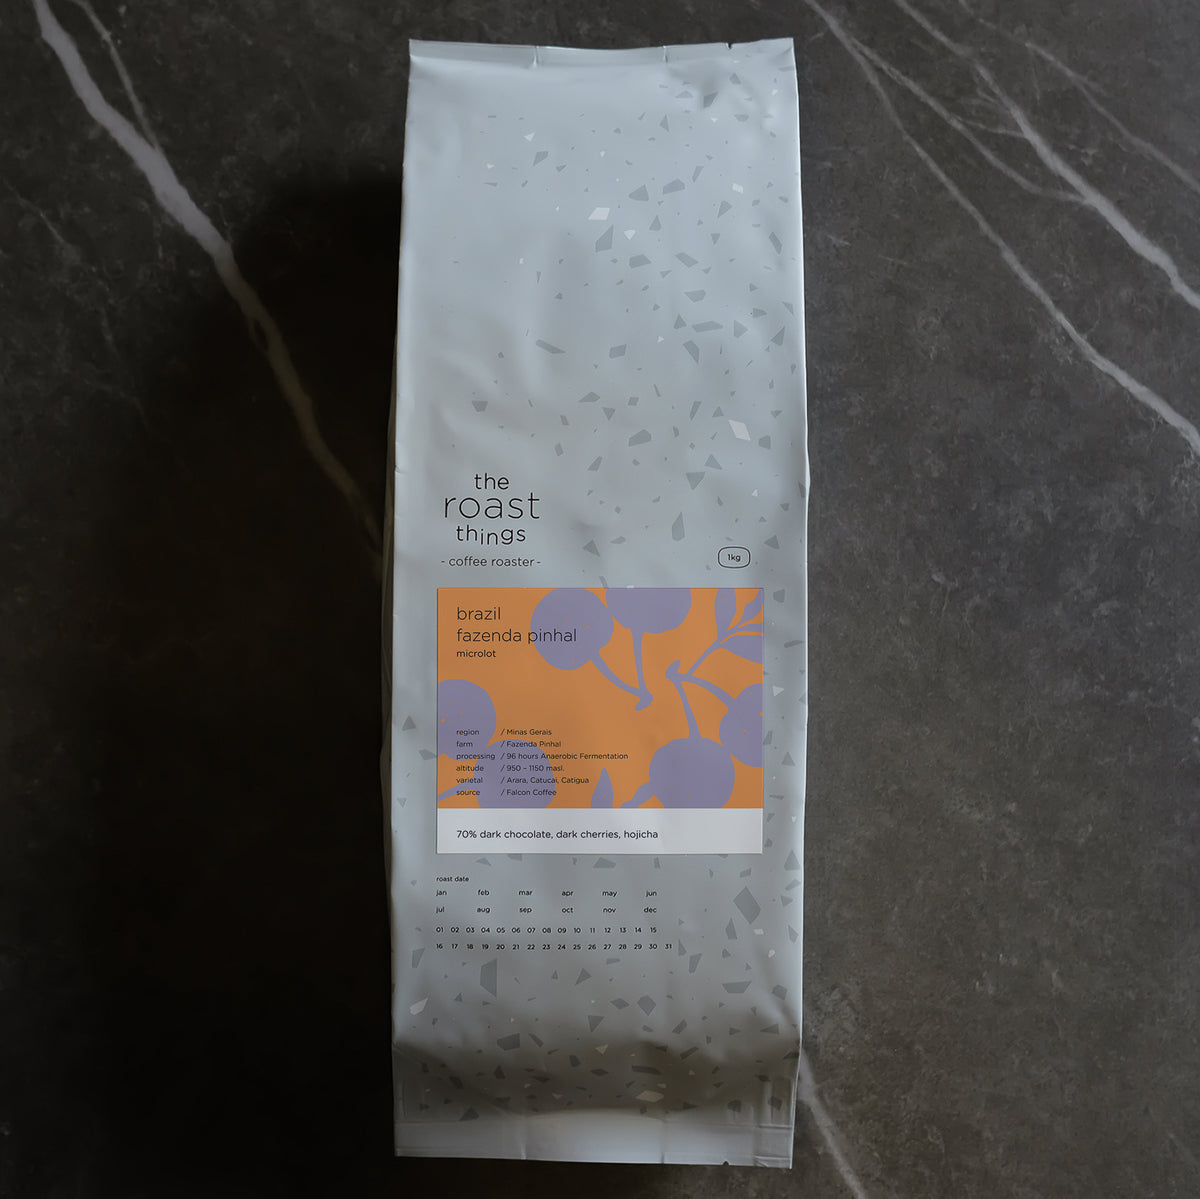 the
roast
things
- coffee roaster -
1kg
brazil
fazenda pinhal
microlot
region / Minas Gerais
farm / Fazenda Pinhal
processing / 96 hours Anaerobic Fermentation
altitude / 950 – 1150 masl.
varietal / Arara, Catucai, Catigua
source / Falcon Coffee
70% dark chocolate, dark cherries, hojicha
roast date
jan feb mar apr may jun
jul aug sep oct nov dec
01 02 03 04 05 06 07 08 09 10 11 12 13 14 15
16 17 18 19 20 21 22 23 24 25 26 27 28 29 30 31